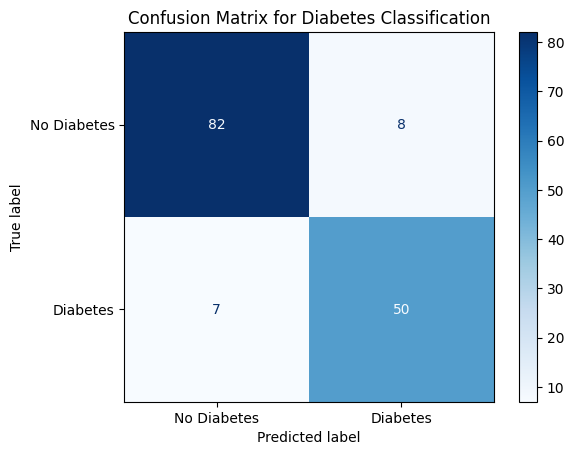 Confusion Matrix for Diabetes Classification
True label
No Diabetes
82
8
Diabetes
7
50
No Diabetes
Diabetes
Predicted label
80
70
60
50
40
30
20
10